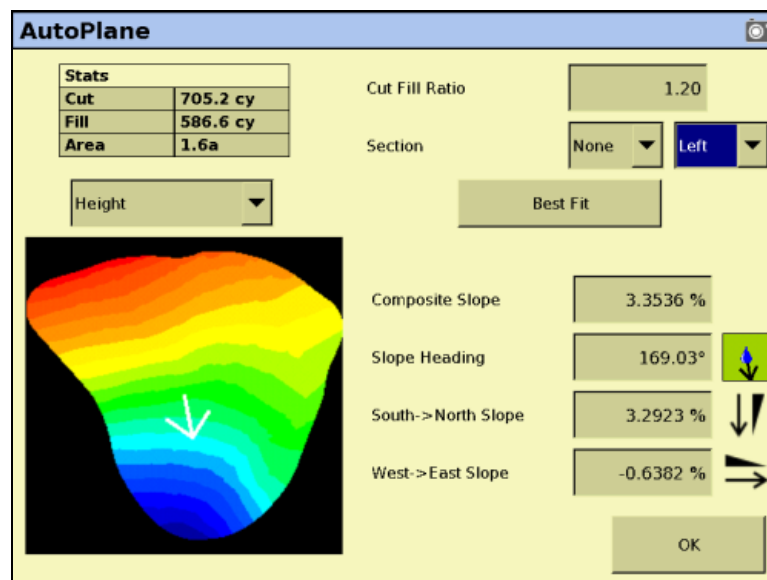 AutoPlane
Stats
Cut 705.2 cy
Fill 586.6 cy
Area 1.6a
Cut Fill Ratio 1.20
Section None Left
Height
Best Fit
Composite Slope 3.3536 %
Slope Heading 169.03°
South->North Slope 3.2923 %
West->East Slope -0.6382 %
OK